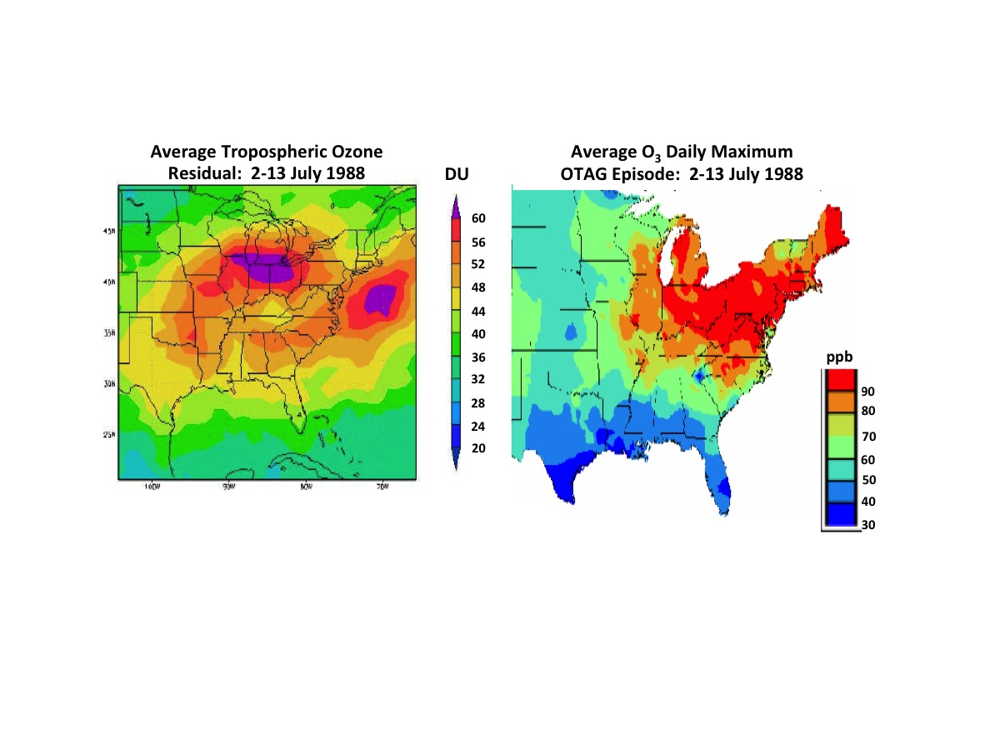 Average Tropospheric Ozone
Residual: 2-13 July 1988
DU
60
56
52
48
44
40
36
32
28
24
20
45N
40N
35N
30N
25N
100W
90W
80W
70W
Average O₃ Daily Maximum
OTAG Episode: 2-13 July 1988
ppb
90
80
70
60
50
40
30